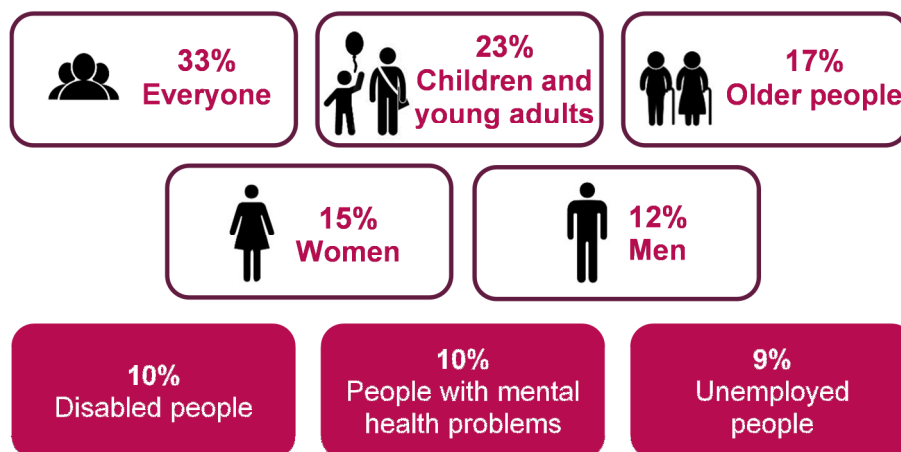 33%
Everyone
23%
Children and
young adults
17%
Older people
15%
Women
12%
Men
10%
Disabled people
10%
People with mental
health problems
9%
Unemployed
people